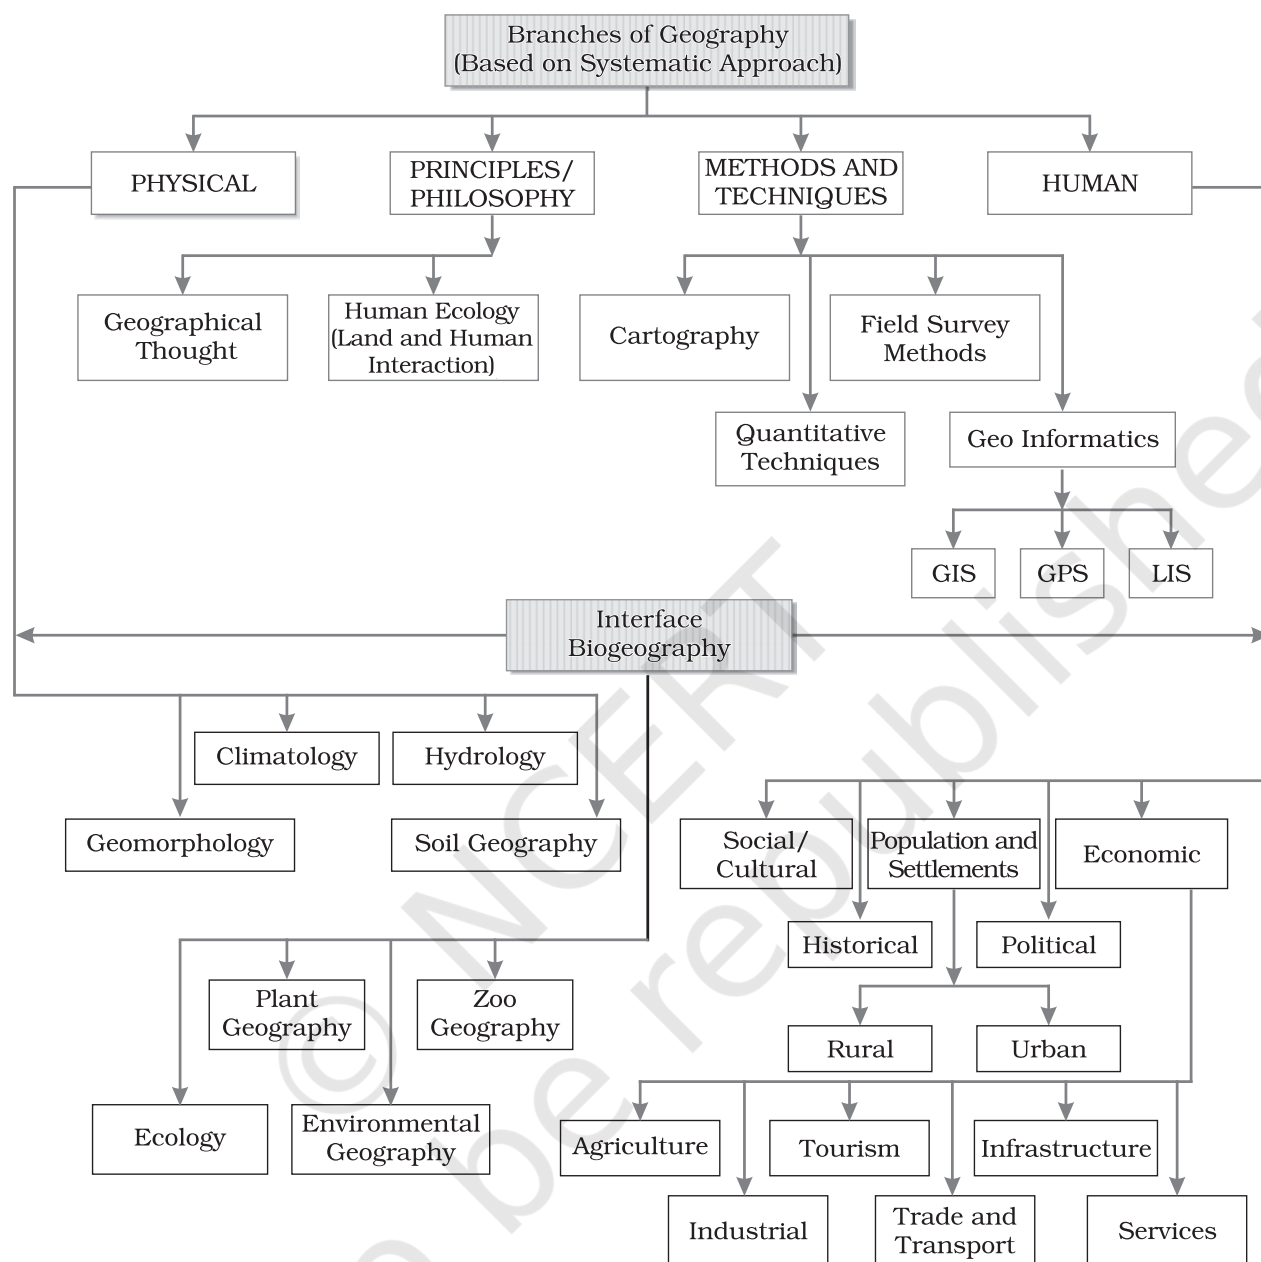 Branches of Geography
(Based on Systematic Approach)
PHYSICAL
PRINCIPLES/
PHILOSOPHY
METHODS AND
TECHNIQUES
HUMAN
Geographical
Thought
Human Ecology
(Land and Human
Interaction)
Cartography
Field Survey
Methods
Quantitative
Techniques
Geo Informatics
GIS
GPS
LIS
Interface
Biogeography
Climatology
Hydrology
Geomorphology
Soil Geography
Social/
Cultural
Population and
Settlements
Economic
Historical
Political
Plant
Geography
Zoo
Geography
Rural
Urban
Ecology
Environmental
Geography
Agriculture
Tourism
Infrastructure
Industrial
Trade and
Transport
Services
© NCERT
be republished